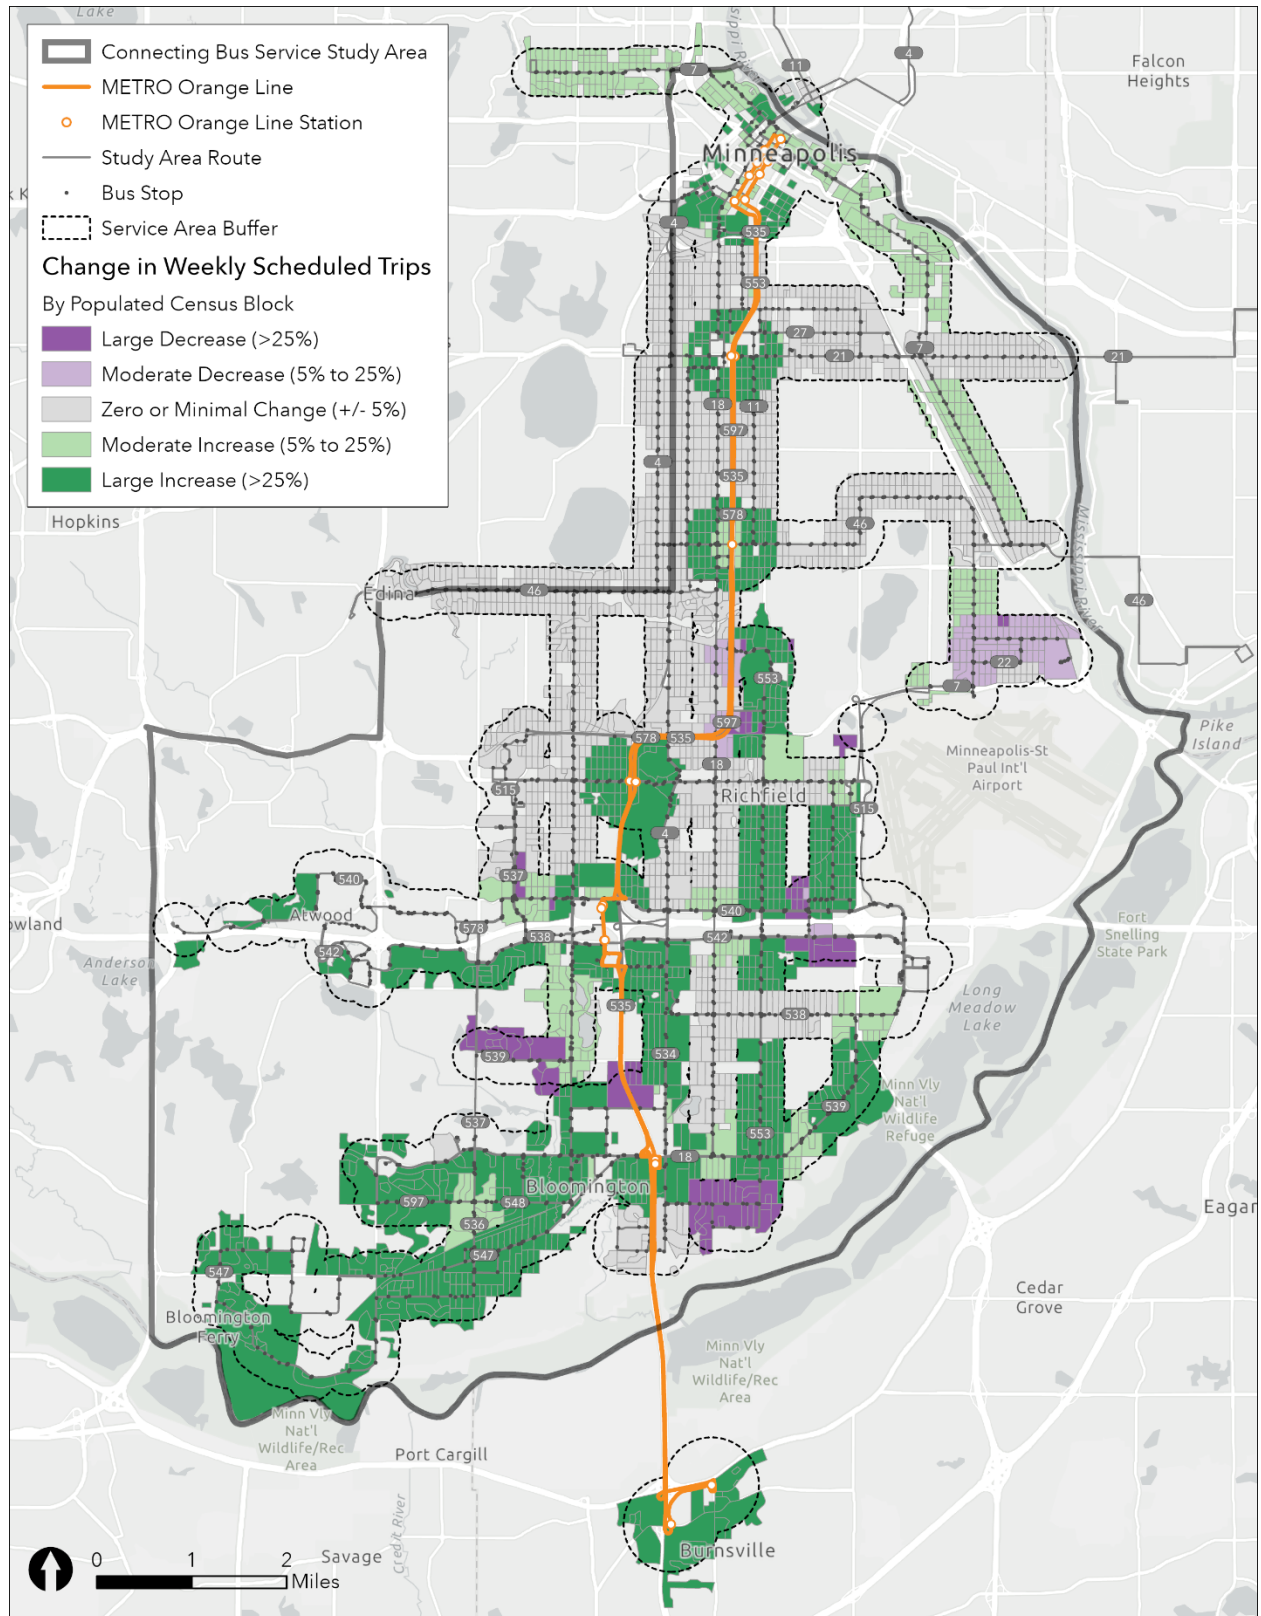 Connecting Bus Service Study Area
METRO Orange Line
METRO Orange Line Station
Study Area Route
Bus Stop
Service Area Buffer
Change in Weekly Scheduled Trips
By Populated Census Block
Large Decrease (>25%)
Moderate Decrease (5% to 25%)
Zero or Minimal Change (+/- 5%)
Moderate Increase (5% to 25%)
Large Increase (>25%)
Lake
11
4
7
Falcon
Heights
Minneapolis
4
535
553
27
21
7
21
18
11
597
4
535
578
46
Hopkins
Mississippi River
Edina
46
46
22
553
7
597
578
535
18
Pike
Island
Minneapolis-St
Paul Int'l
Airport
515
Richfield
515
4
537
540
Atwood
540
owland
578
538
542
542
Fort
Snelling
State Park
Anderson
Lake
Long
Meadow
Lake
535
538
539
534
Minn Vly
Nat'l
Wildlife
Refuge
539
537
553
18
Bloomington
597
548
536
547
547
Eagan
Bloomington
Ferry
Cedar
Grove
Minn Vly
Nat'l
Wildlife/Rec
Area
Minn Vly
Nat'l
Wildlife/Rec
Area
Port Cargill
Credit River
Savage
Burnsville
0 1 2
Miles